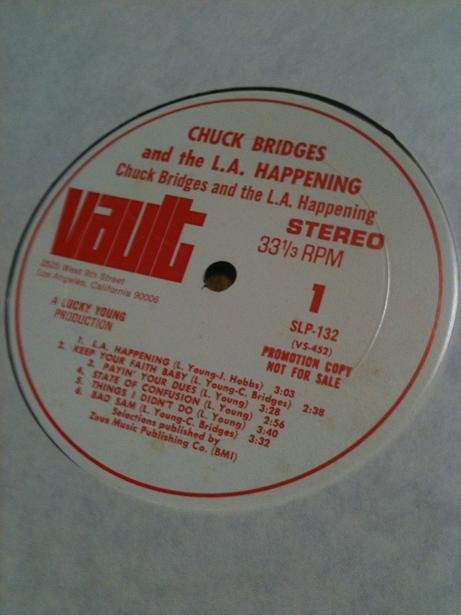 CHUCK BRIDGES
and the L.A. HAPPENING
Chuck Bridges and the L.A. Happening
vault
STEREO
33 1/3 RPM
2525 West 9th Street
Los Angeles, California 90006
1
A LUCKY YOUNG
PRODUCTION
SLP-132
(VS-452)
PROMOTION COPY
NOT FOR SALE
1. L.A. HAPPENING (L. Young-J. Hobbs) 3:03
2. KEEP YOUR FAITH BABY (L. Young-C. Bridges) 2:38
3. PAYIN' YOUR DUES (L. Young) 3:28
4. STATE OF CONFUSION (L. Young) 2:56
5. THINGS I DIDN'T DO (L. Young) 3:40
6. BAD SAM (L. Young-C. Bridges) 3:32
Selections published by
Zous Music Publishing Co. (BMI)